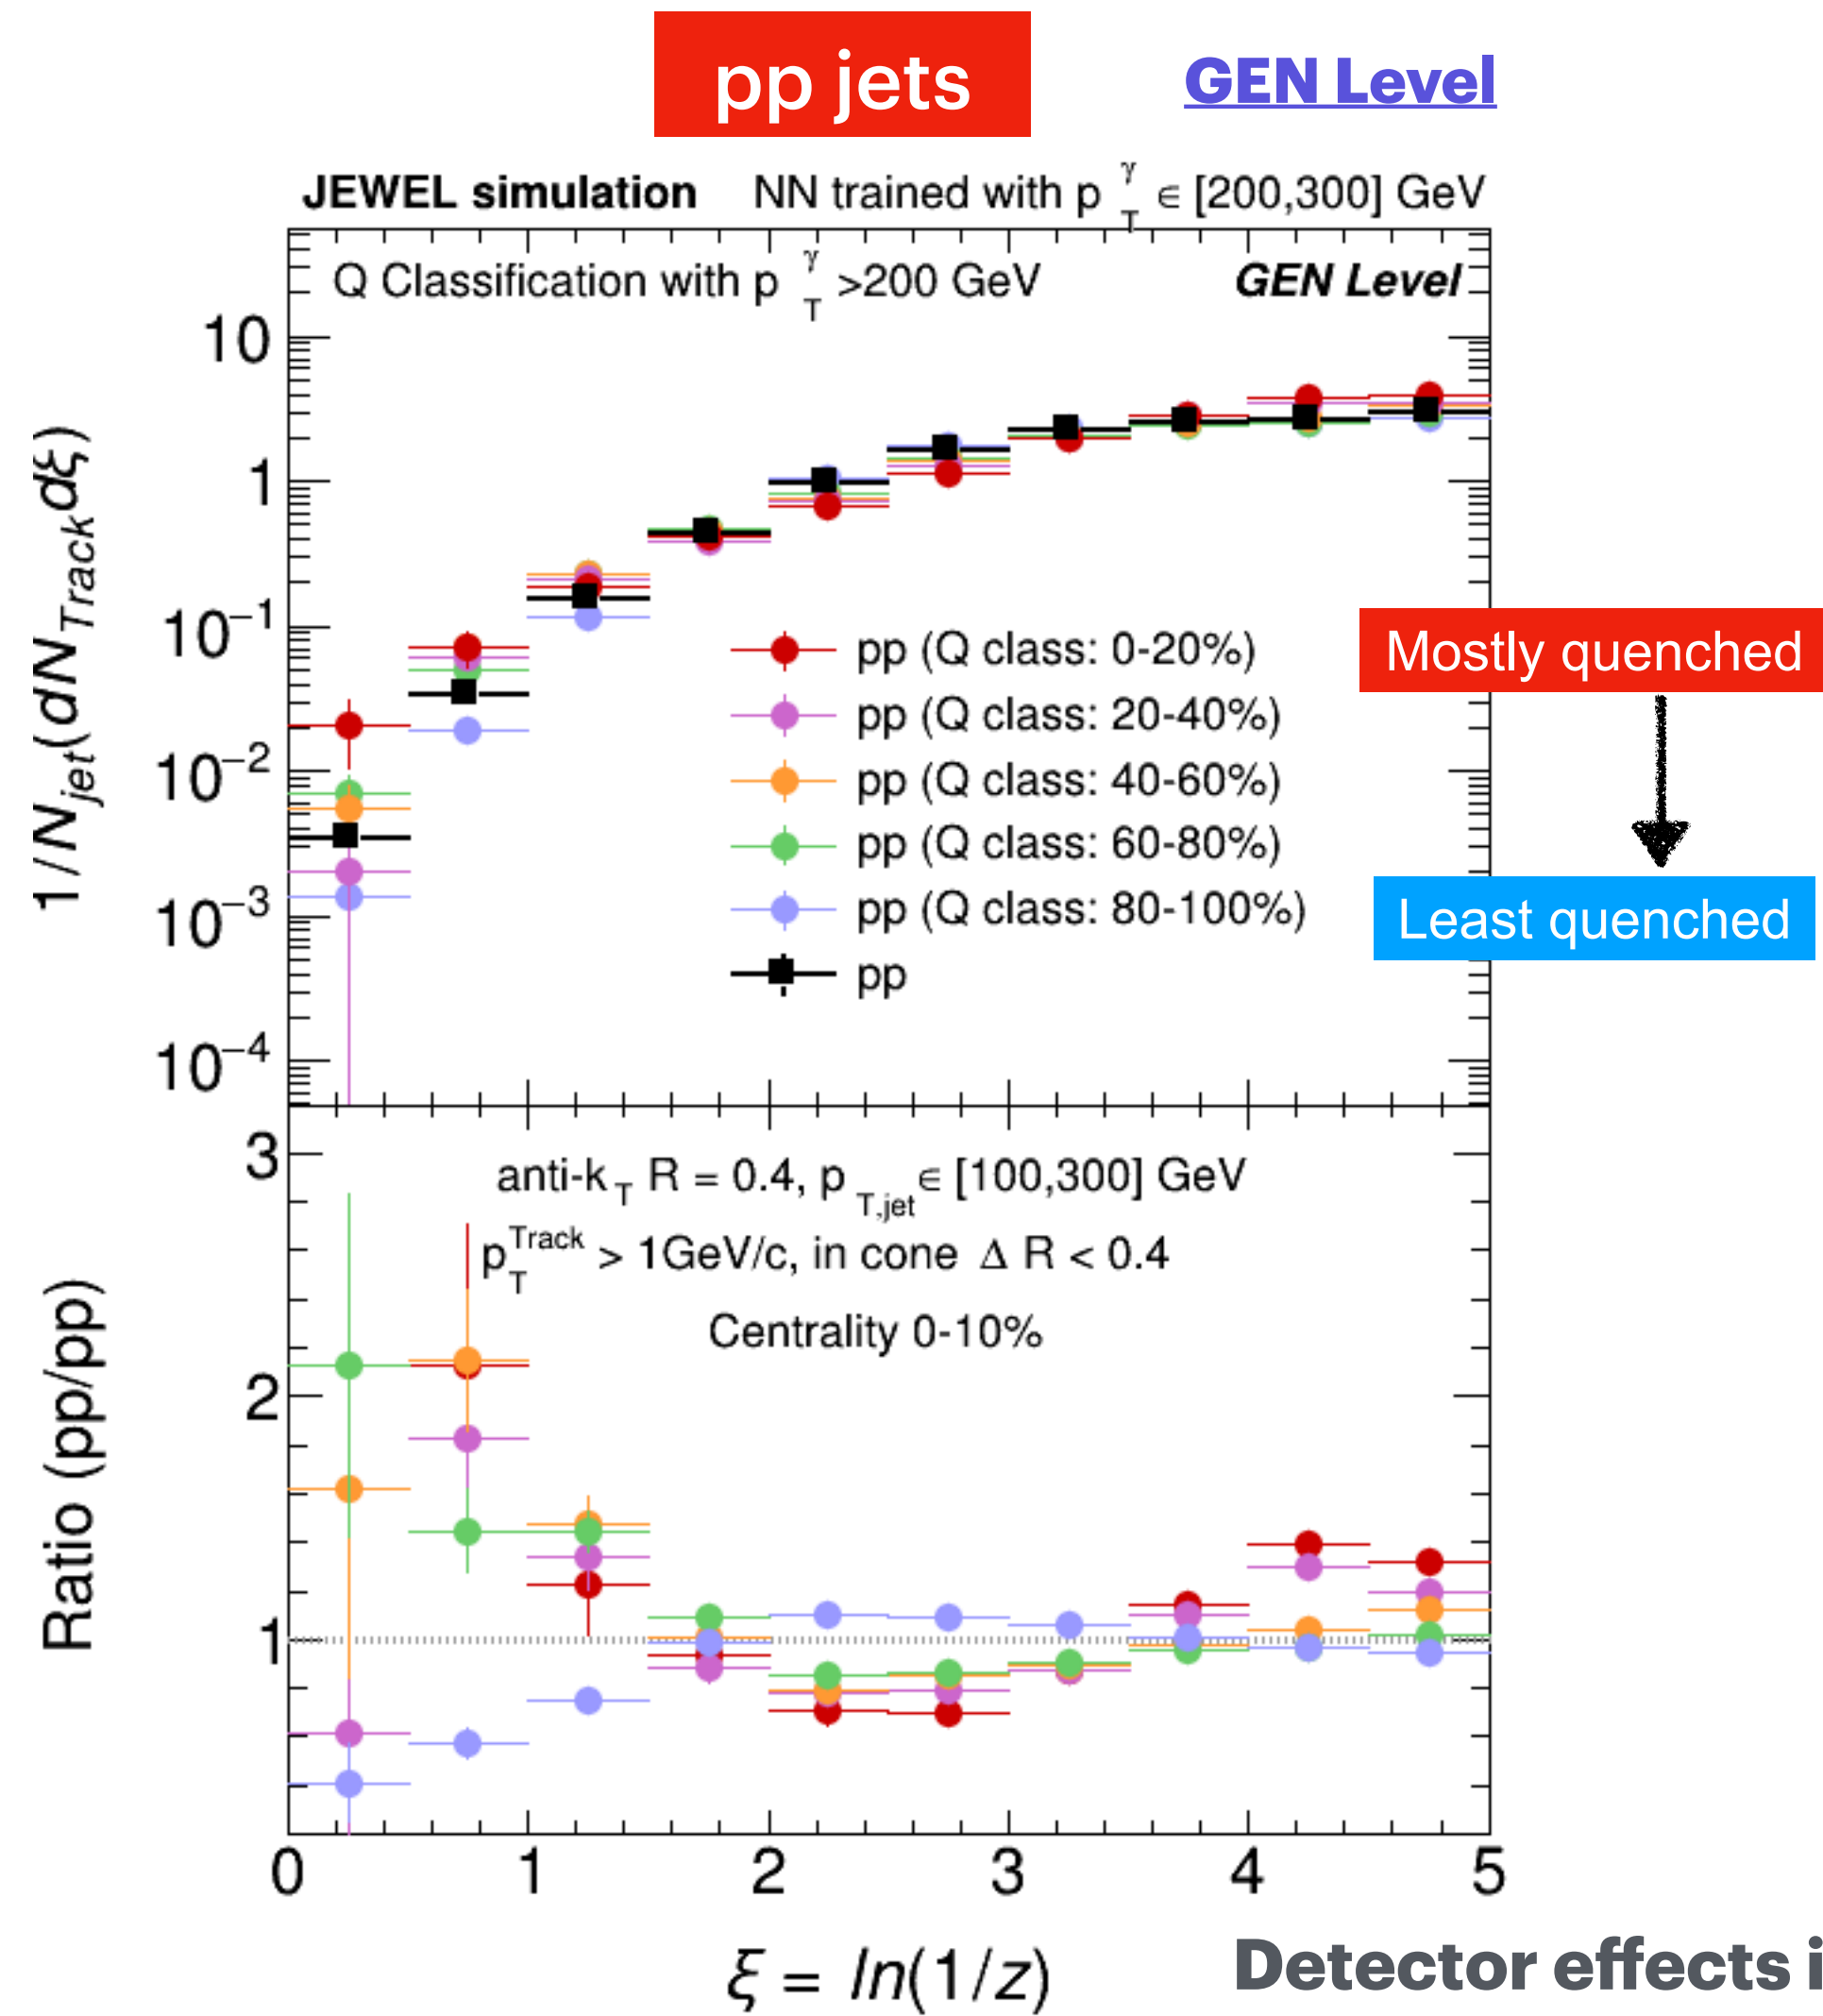 pp jets
GEN Level
JEWEL simulation NN trained with p_T^γ ∈ [200,300] GeV
Q Classification with p_T^γ >200 GeV
GEN Level
10
1
10⁻¹
10⁻²
10⁻³
10⁻⁴
1/N_jet(dN_Track dξ)
pp (Q class: 0-20%)
pp (Q class: 20-40%)
pp (Q class: 40-60%)
pp (Q class: 60-80%)
pp (Q class: 80-100%)
pp
Mostly quenched
Least quenched
anti-k_T R = 0.4, p_T,jet ∈ [100,300] GeV
p_T^Track > 1GeV/c, in cone Δ R < 0.4
Centrality 0-10%
3
2
1
Ratio (pp/pp)
0 1 2 3 4 5
ξ = ln(1/z)
Detector effects i